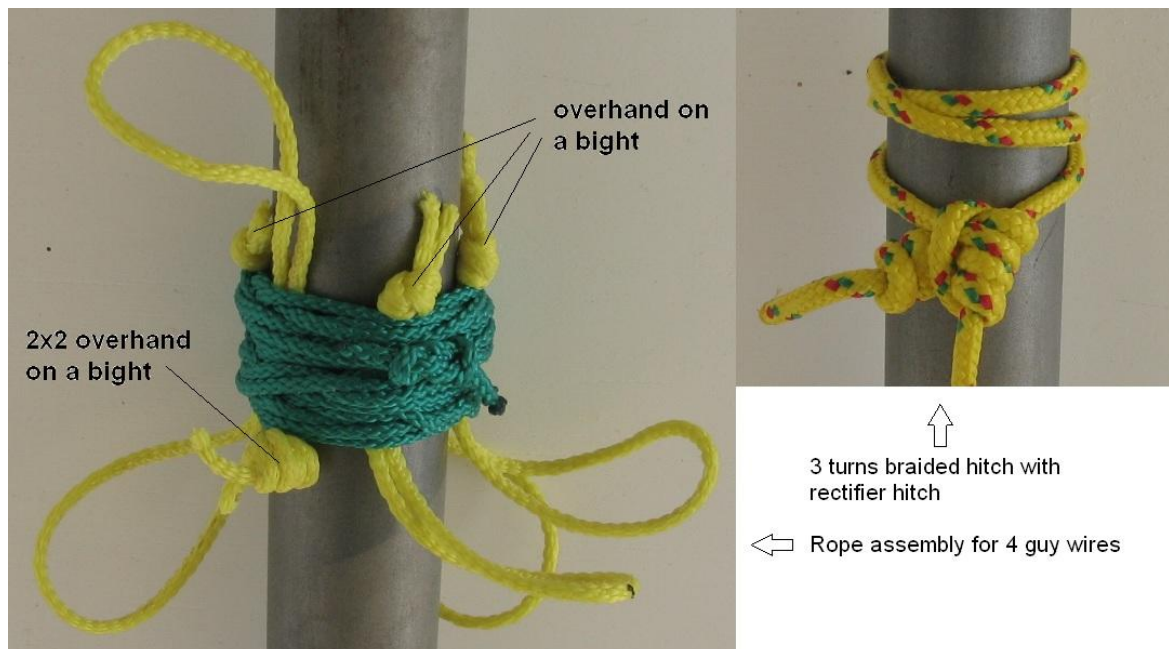 overhand on
a bight
2x2 overhand
on a bight
3 turns braided hitch with
rectifier hitch
Rope assembly for 4 guy wires